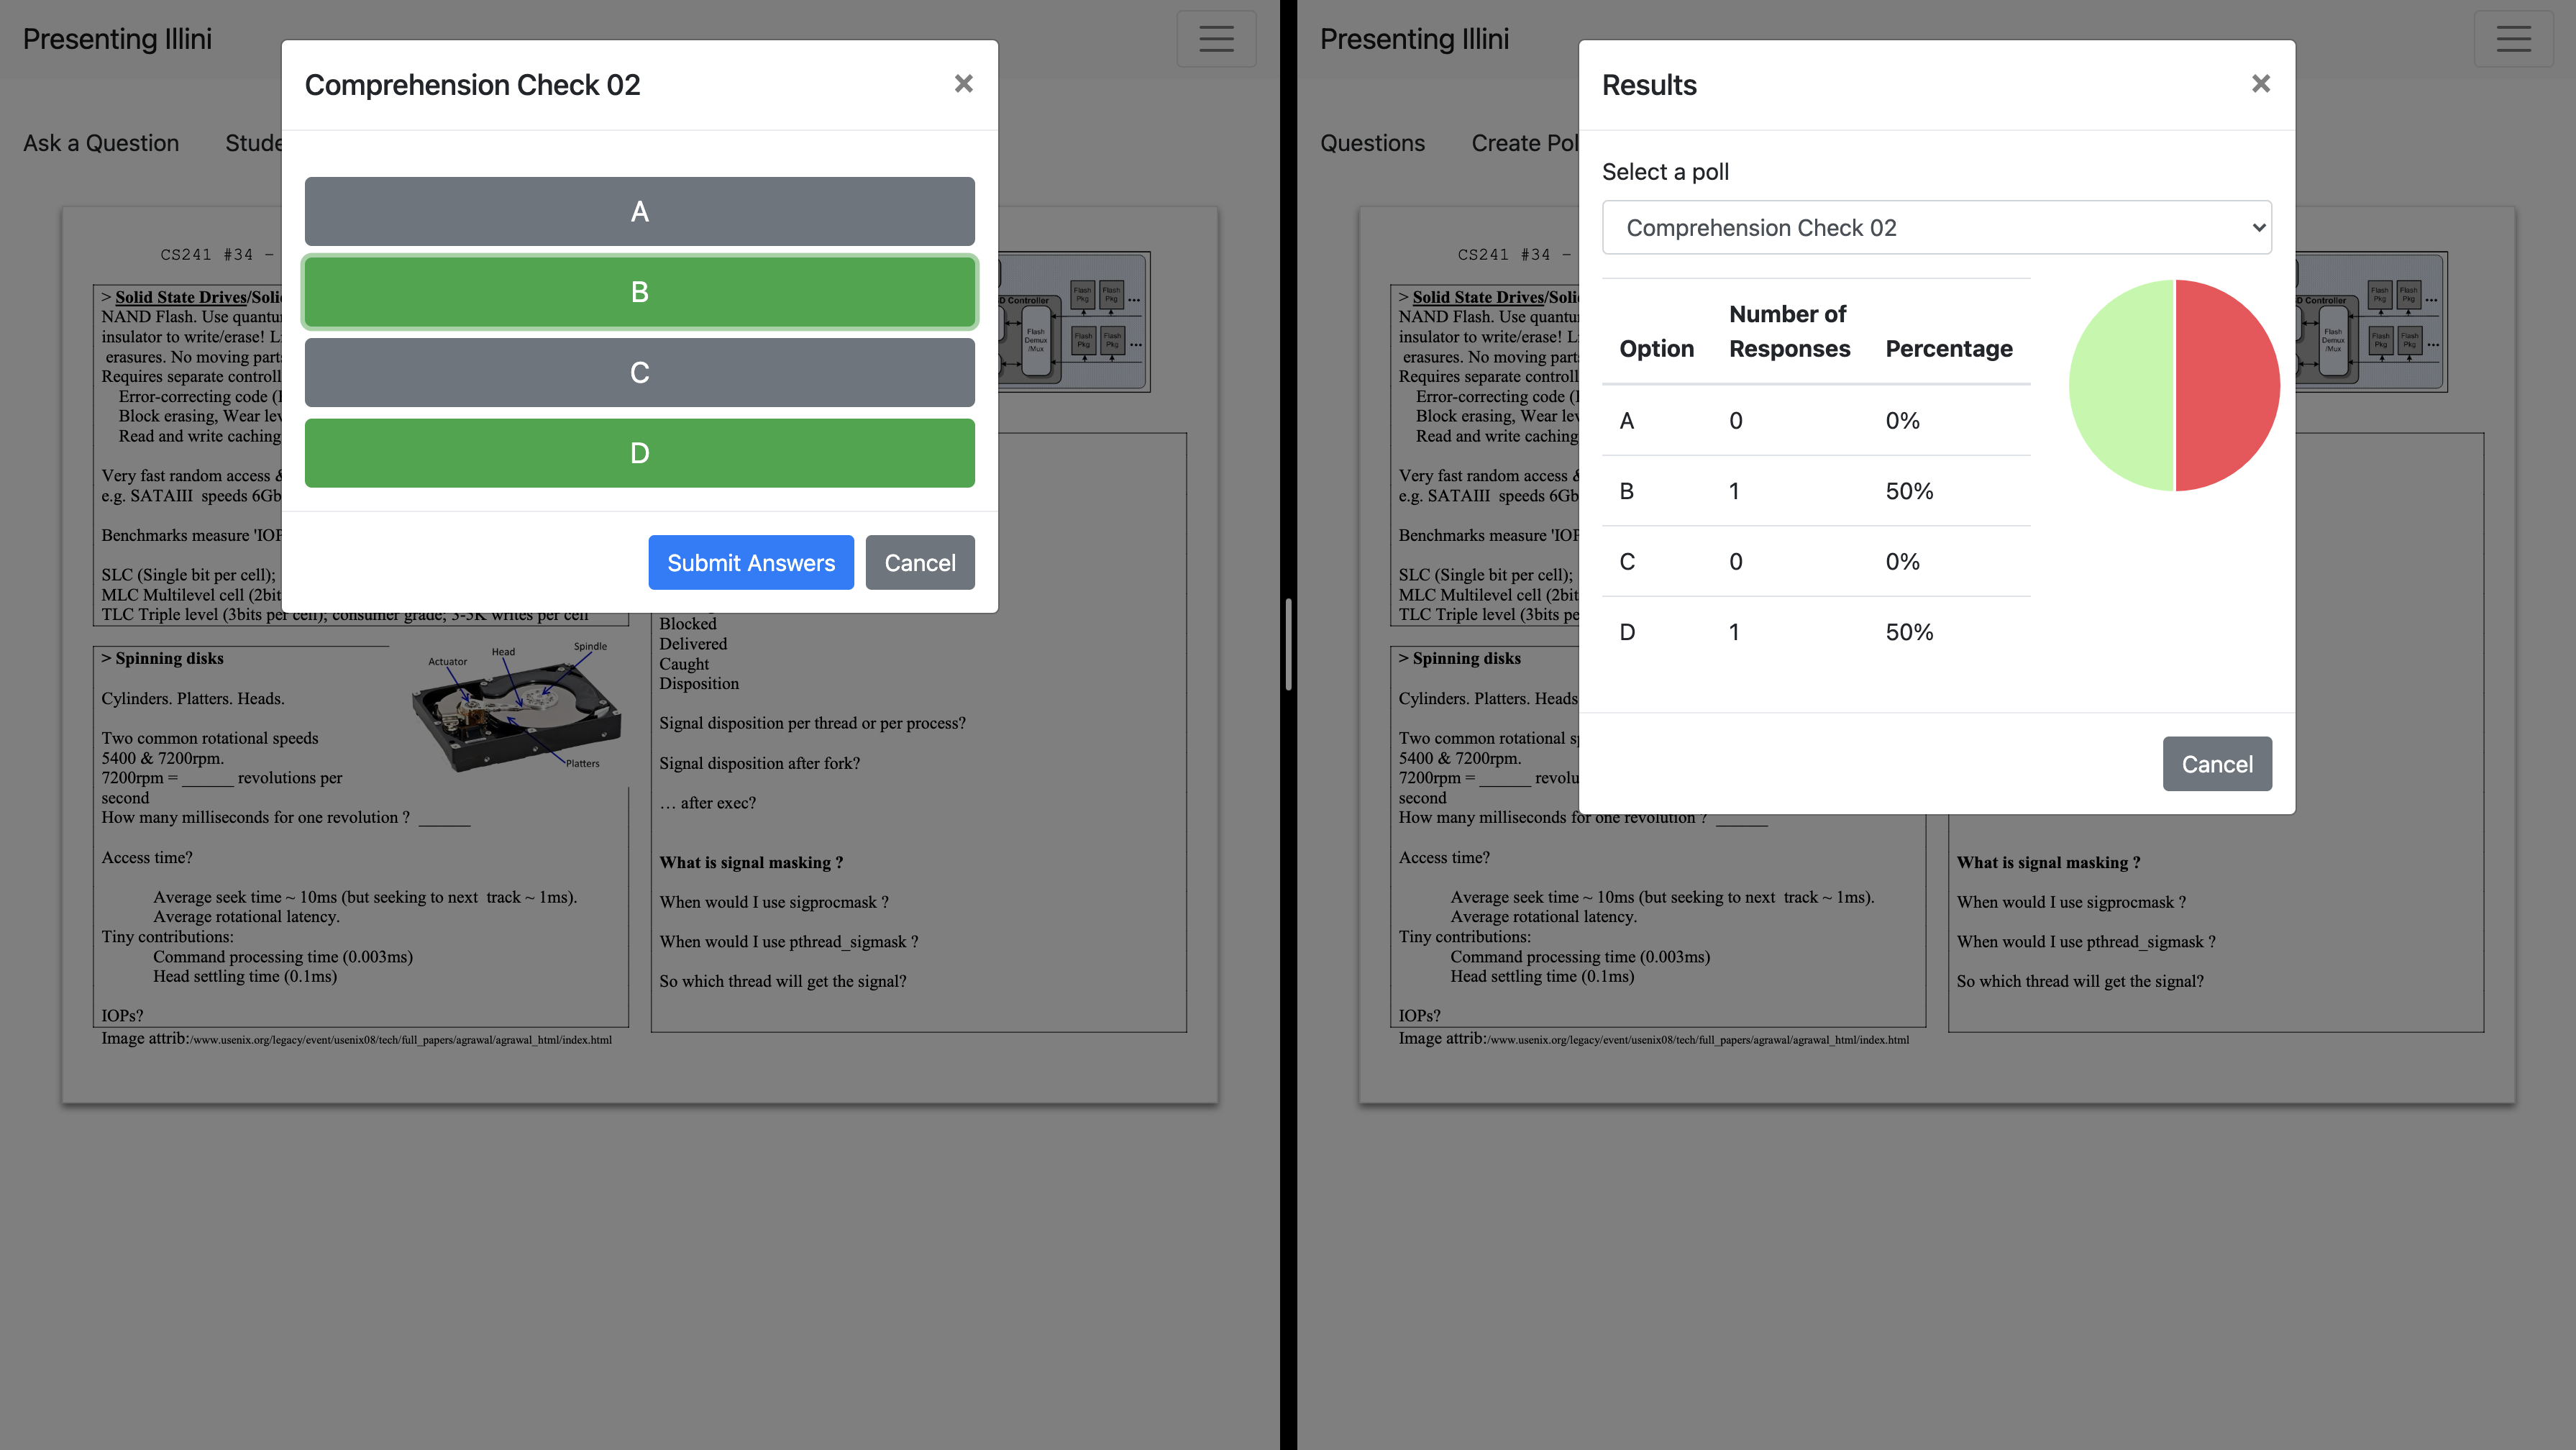 Presenting Illini
Comprehension Check 02
×
Ask a Question
Stude
A
B
C
D
Submit Answers
Cancel
CS241 #34 -
> Solid State Drives/Soli
NAND Flash. Use quantu
insulator to write/erase! Li
erasures. No moving part
Requires separate controll
Error-correcting code (
Block erasing, Wear lev
Read and write caching
Very fast random access &
e.g. SATAIII speeds 6Gb
Benchmarks measure 'IOP
SLC (Single bit per cell);
MLC Multilevel cell (2bit
TLC Triple level (3bits per cell); consumer grade; 3-5K writes per cell
D Controller
Flash Pkg
Flash Pkg
...
Flash Demux /Mux
Flash Pkg
Flash Pkg
...
> Spinning disks
Actuator
Head
Spindle
Platters
Cylinders. Platters. Heads.
Two common rotational speeds
5400 & 7200rpm.
7200rpm = ______ revolutions per
second
How many milliseconds for one revolution ? ______
Access time?
Average seek time ~ 10ms (but seeking to next track ~ 1ms).
Average rotational latency.
Tiny contributions:
Command processing time (0.003ms)
Head settling time (0.1ms)
IOPs?
Image attrib:/www.usenix.org/legacy/event/usenix08/tech/full_papers/agrawal/agrawal_html/index.html
Blocked
Delivered
Caught
Disposition
Signal disposition per thread or per process?
Signal disposition after fork?
… after exec?
What is signal masking ?
When would I use sigprocmask ?
When would I use pthread_sigmask ?
So which thread will get the signal?
Presenting Illini
Results
×
Questions
Create Pol
Select a poll
Comprehension Check 02
Option Number of Responses Percentage
A 0 0%
B 1 50%
C 0 0%
D 1 50%
Cancel
CS241 #34 -
> Solid State Drives/Soli
NAND Flash. Use quantu
insulator to write/erase! Li
erasures. No moving part
Requires separate controll
Error-correcting code (
Block erasing, Wear lev
Read and write caching
Very fast random access &
e.g. SATAIII speeds 6Gb
Benchmarks measure 'IOP
SLC (Single bit per cell);
MLC Multilevel cell (2bit
TLC Triple level (3bits pe
D Controller
Flash Pkg
Flash Pkg
...
Flash Demux /Mux
Flash Pkg
Flash Pkg
...
> Spinning disks
Cylinders. Platters. Heads
Two common rotational s
5400 & 7200rpm.
7200rpm = ______ revolu
second
How many milliseconds for one revolution ? ______
Access time?
Average seek time ~ 10ms (but seeking to next track ~ 1ms).
Average rotational latency.
Tiny contributions:
Command processing time (0.003ms)
Head settling time (0.1ms)
IOPs?
Image attrib:/www.usenix.org/legacy/event/usenix08/tech/full_papers/agrawal/agrawal_html/index.html
What is signal masking ?
When would I use sigprocmask ?
When would I use pthread_sigmask ?
So which thread will get the signal?